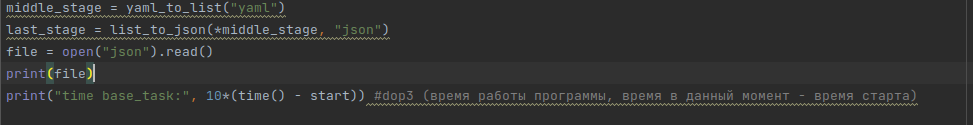 middle_stage = yaml_to_list("yaml")
last_stage = list_to_json(*middle_stage, "json")
file = open("json").read()
print(file)
print("time base_task:", 10*(time() - start)) #dop3 (время работы программы, время в данный момент - время старта)